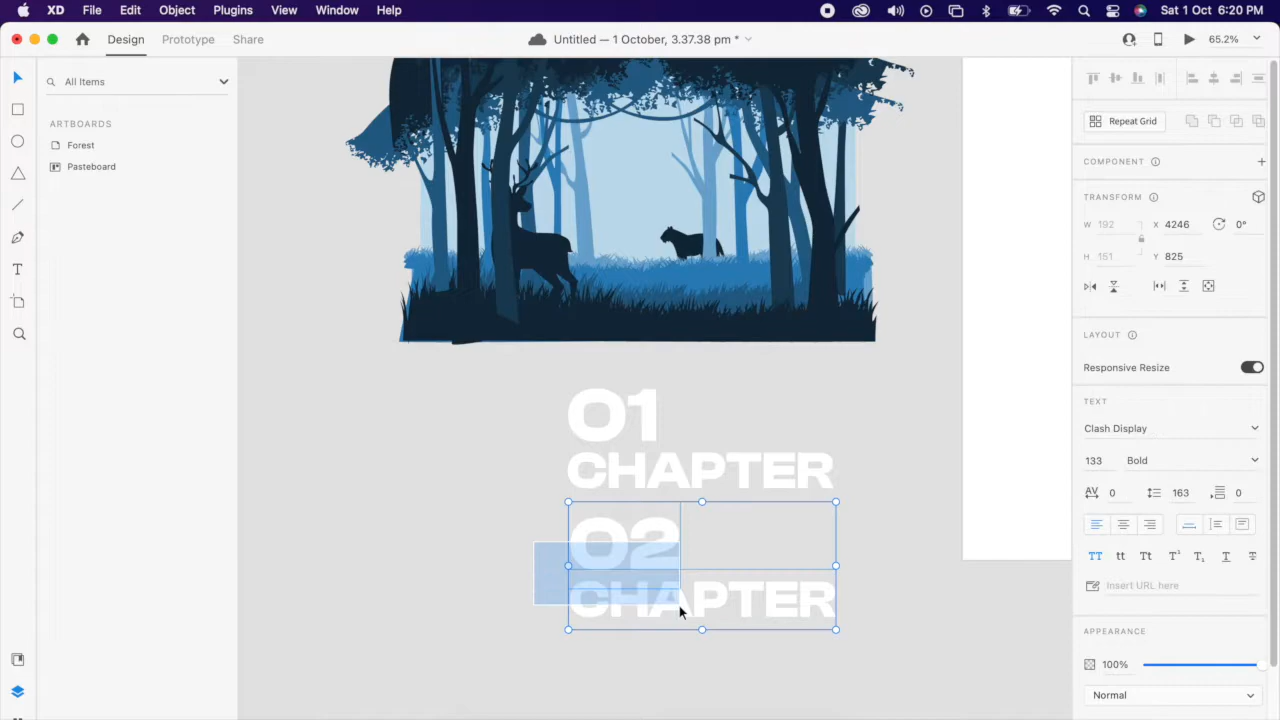 XD File Edit Object Plugins View Window Help Sat 1 Oct 6:20 PM
Design Prototype Share Untitled — 1 October, 3.37.38 pm * 65.2%
All Items
ARTBOARDS
Forest
Pasteboard
01
CHAPTER
02
CHAPTER
Repeat Grid
COMPONENT
TRANSFORM
W 192 X 4246 0°
H 151 Y 825
LAYOUT
Responsive Resize
TEXT
Clash Display
133 Bold
AV 0 163 0
TT tt Tt T¹ T₁ T T
Insert URL here
APPEARANCE
100%
Normal